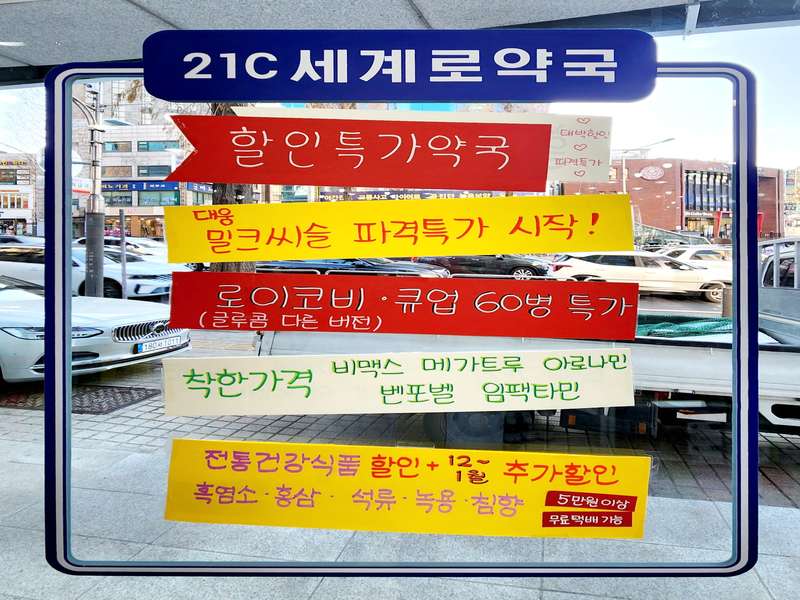 21C 세계로약국
할인특가약국
대박할인
파격특가
대웅
밀크씨슬 파격특가 시작!
로이코비·큐업 60병 특가
(글루콤 다른 버전)
착한가격 비맥스 메가트루 아로나민
벤포벨 임팩타민
전통건강식품 할인+ 12~1월 추가할인
흑염소·홍삼·석류·녹용·침향
5만원이상
무료택배가능